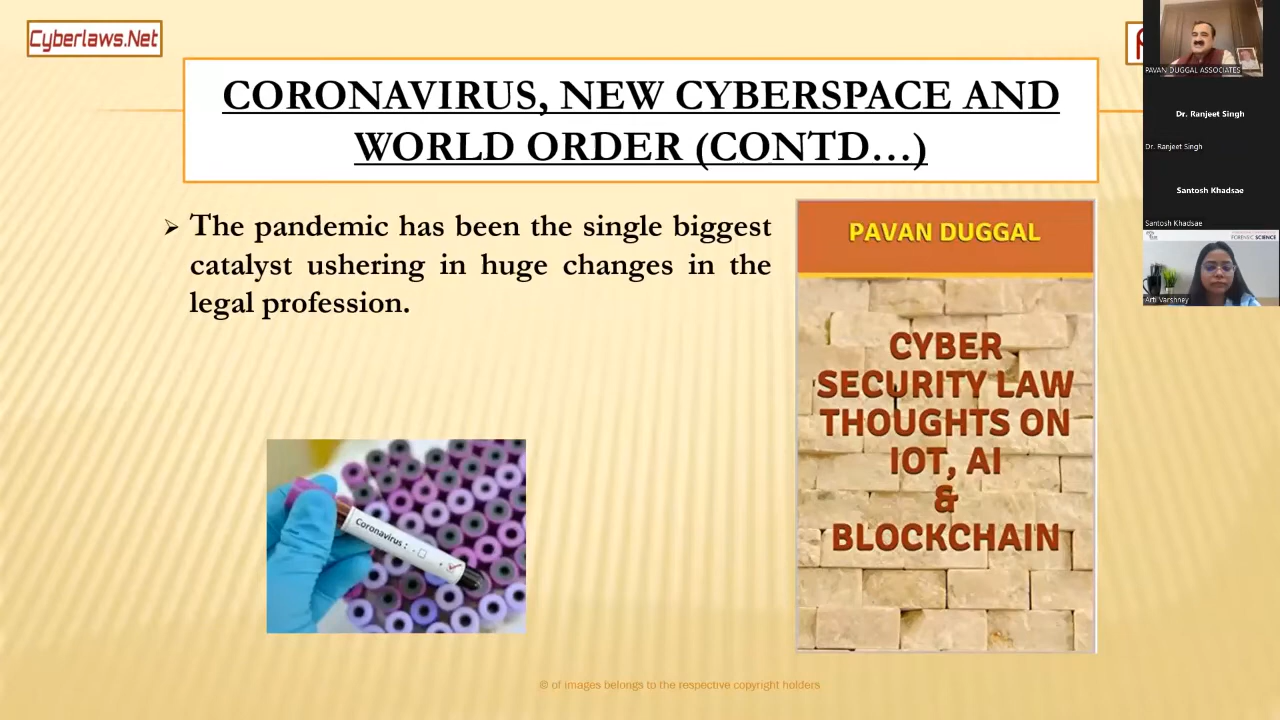 Cyberlaws.Net
CORONAVIRUS, NEW CYBERSPACE AND
WORLD ORDER (CONTD...)
➢ The pandemic has been the single biggest
catalyst ushering in huge changes in the
legal profession.
Coronavirus :
PAVAN DUGGAL
CYBER
SECURITY LAW
THOUGHTS ON
IOT, AI
&
BLOCKCHAIN
© of images belongs to the respective copyright holders
PAVAN DUGGAL ASSOCIATES
Dr. Ranjeet Singh
Dr. Ranjeet Singh
Santosh Khadsae
Santosh Khadsae
FORENSIC SCIENCE
Arti Varshney